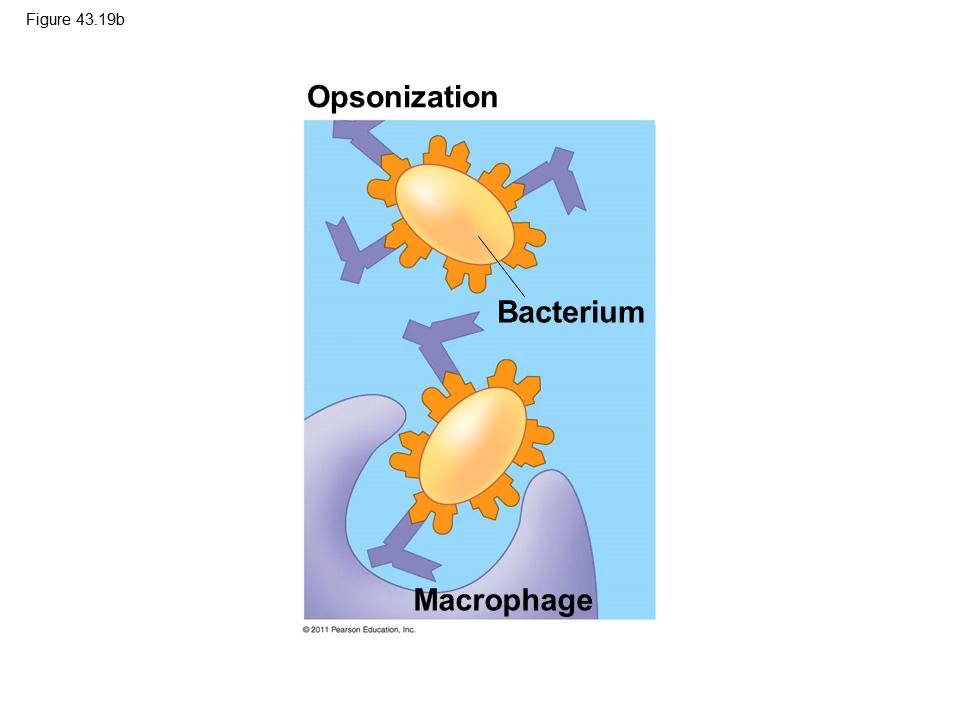 Figure 43.19b
Opsonization
Bacterium
Macrophage
© 2011 Pearson Education, Inc.